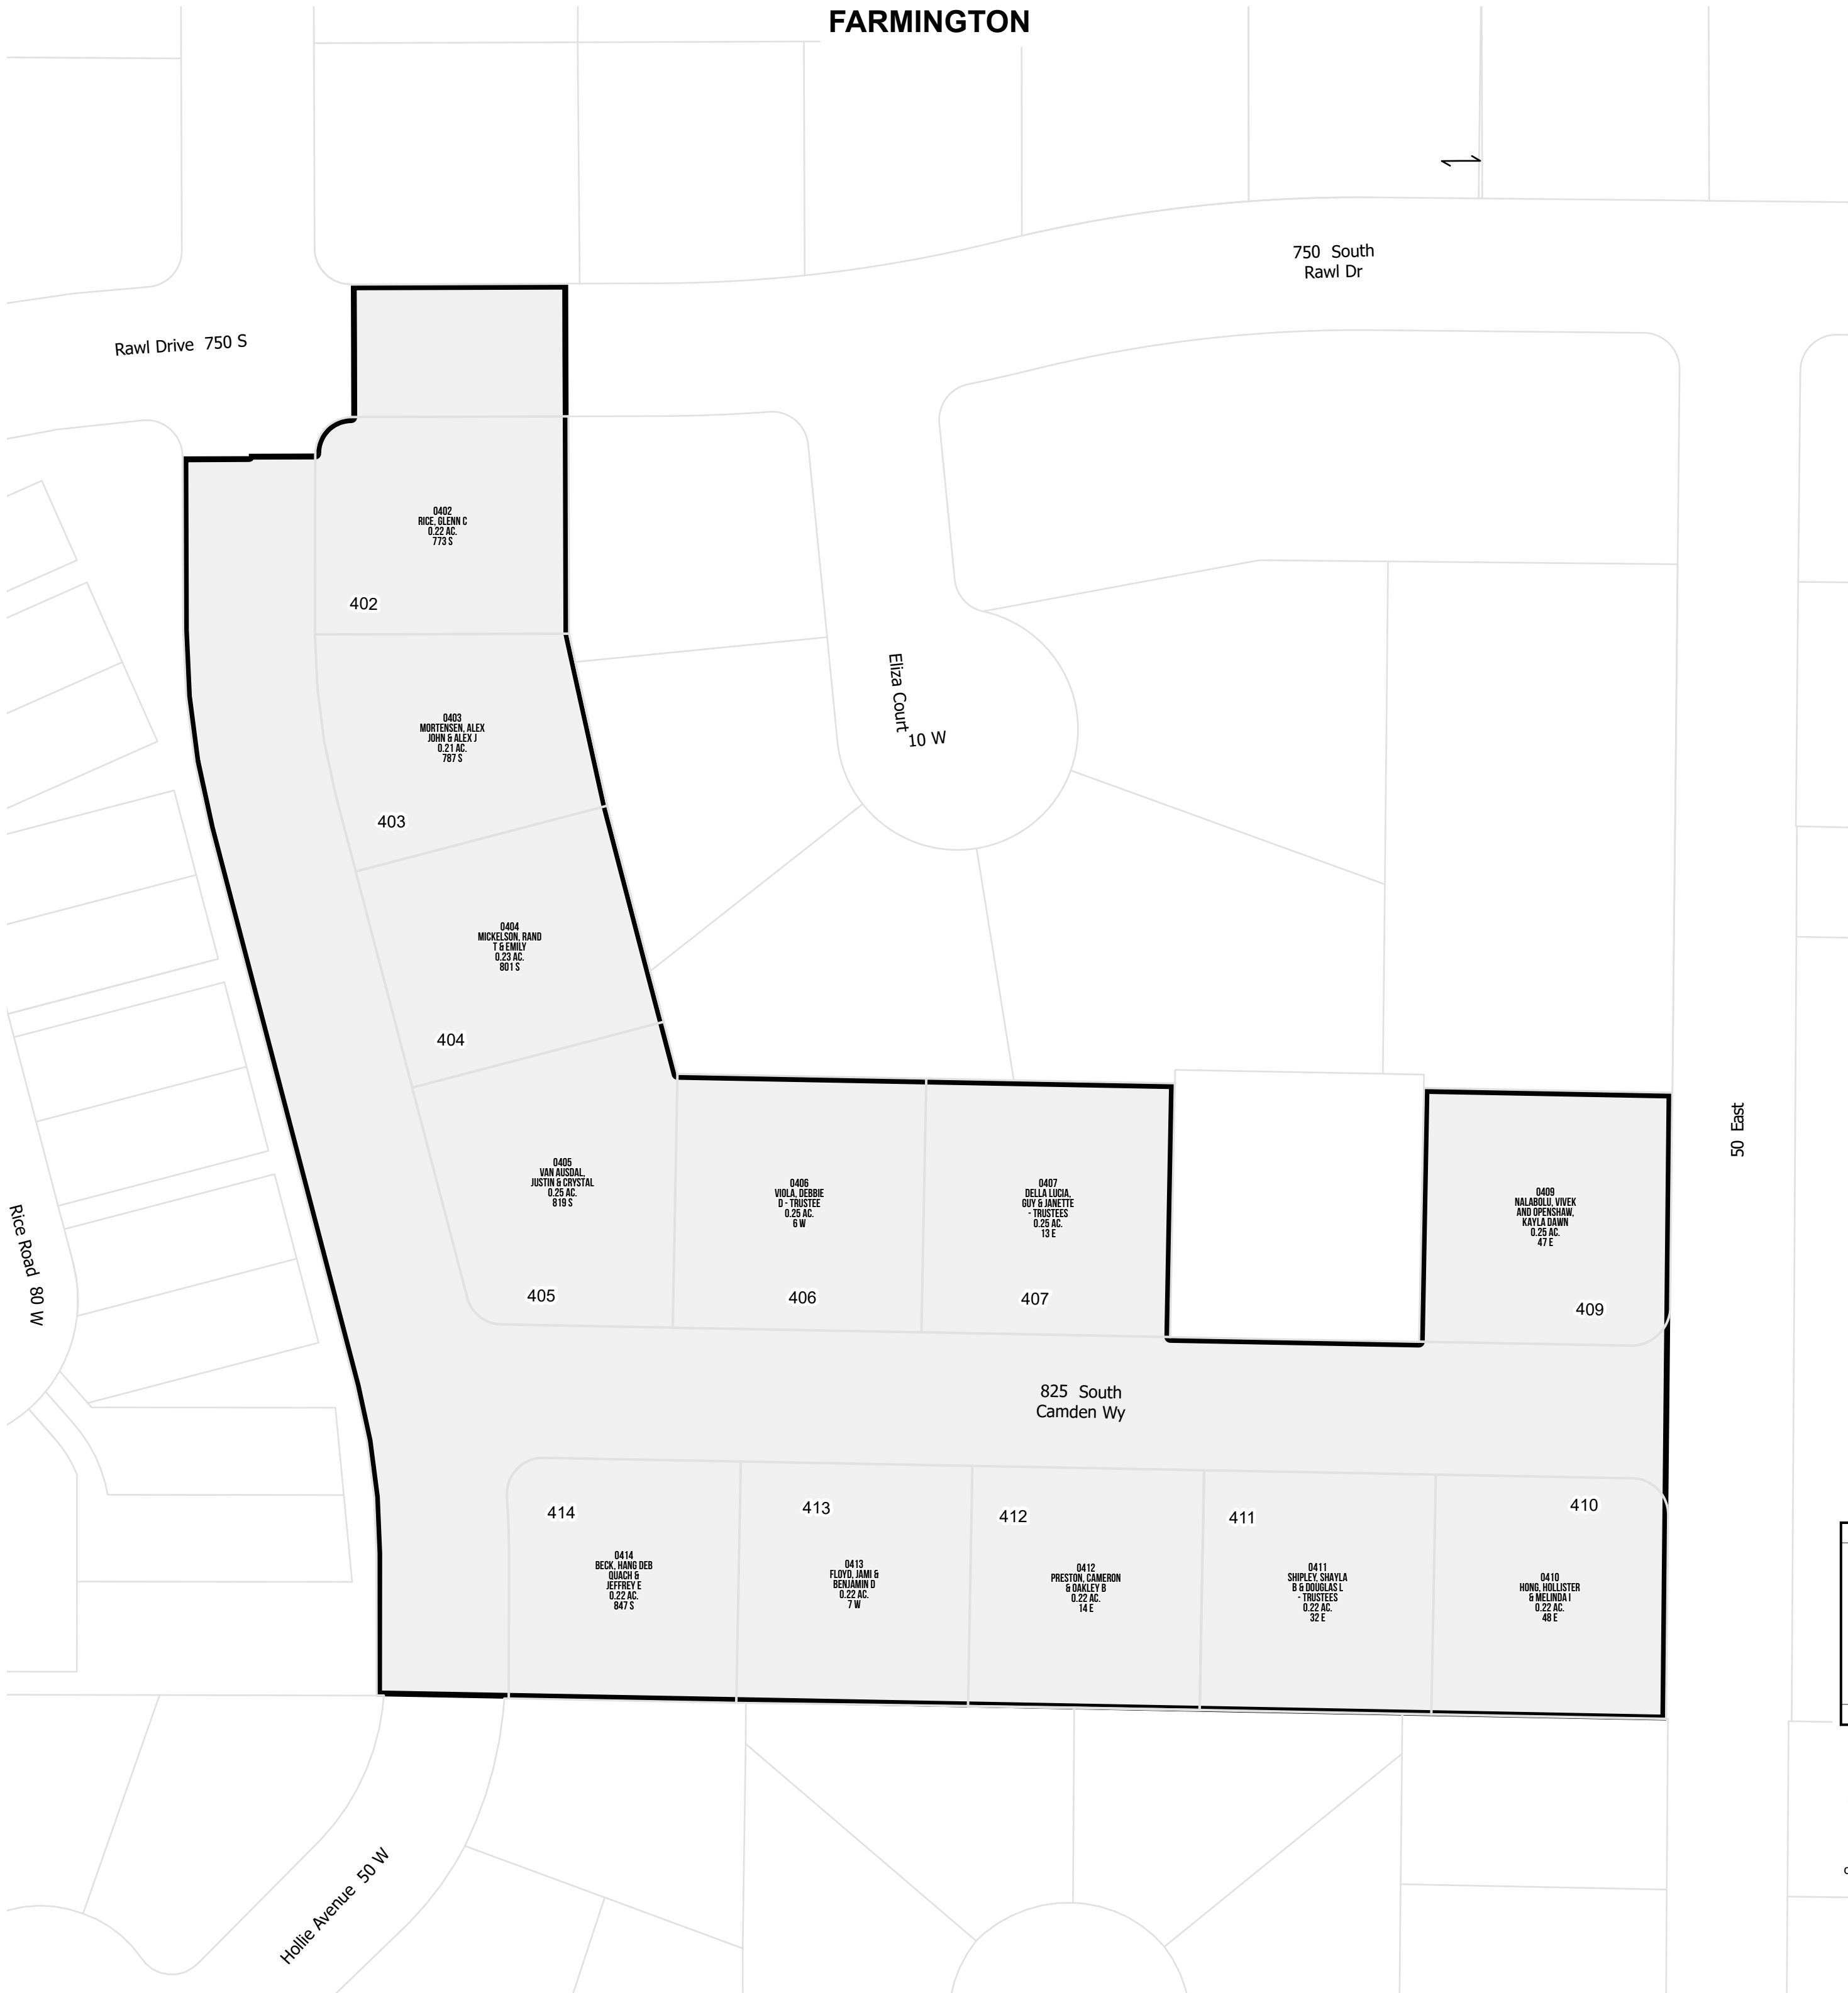 FARMINGTON
750 South
Rawl Dr
Rawl Drive 750 S
0402
RICE, GLENN C
0.22 AC.
773 S
402
0403
MORTENSEN, ALEX
JOHN & ALEX J
0.21 AC.
787 S
403
Eliza Court
10 W
0404
MICKELSON, RAND
T & EMILY
0.23 AC.
801 S
404
50 East
0405
VAN AUSDAL,
JUSTIN & CRYSTAL
0.25 AC.
819 S
405
0406
VIOLA, DEBBIE
D - TRUSTEE
0.25 AC.
6 W
406
0407
DELLA LUCIA,
GUY & JANETTE
- TRUSTEES
0.25 AC.
13 E
407
0409
NALABOLU, VIVEK
AND OPENSHAW,
KAYLA DAWN
0.25 AC.
47 E
409
Rice Road 80 W
825 South
Camden Wy
414
0414
BECK, HANG DEB
QUACH &
JEFFREY E
0.22 AC.
847 S
413
0413
FLOYD, JAMI &
BENJAMIN D
0.22 AC.
7 W
412
0412
PRESTON, CAMERON
& OAKLEY B
0.22 AC.
14 E
411
0411
SHIPLEY, SHAYLA
B & DOUGLAS L
- TRUSTEES
0.22 AC.
32 E
410
0410
HONG, HOLLISTER
& MELINDA I
0.22 AC.
48 E
Hollie Avenue 50 W